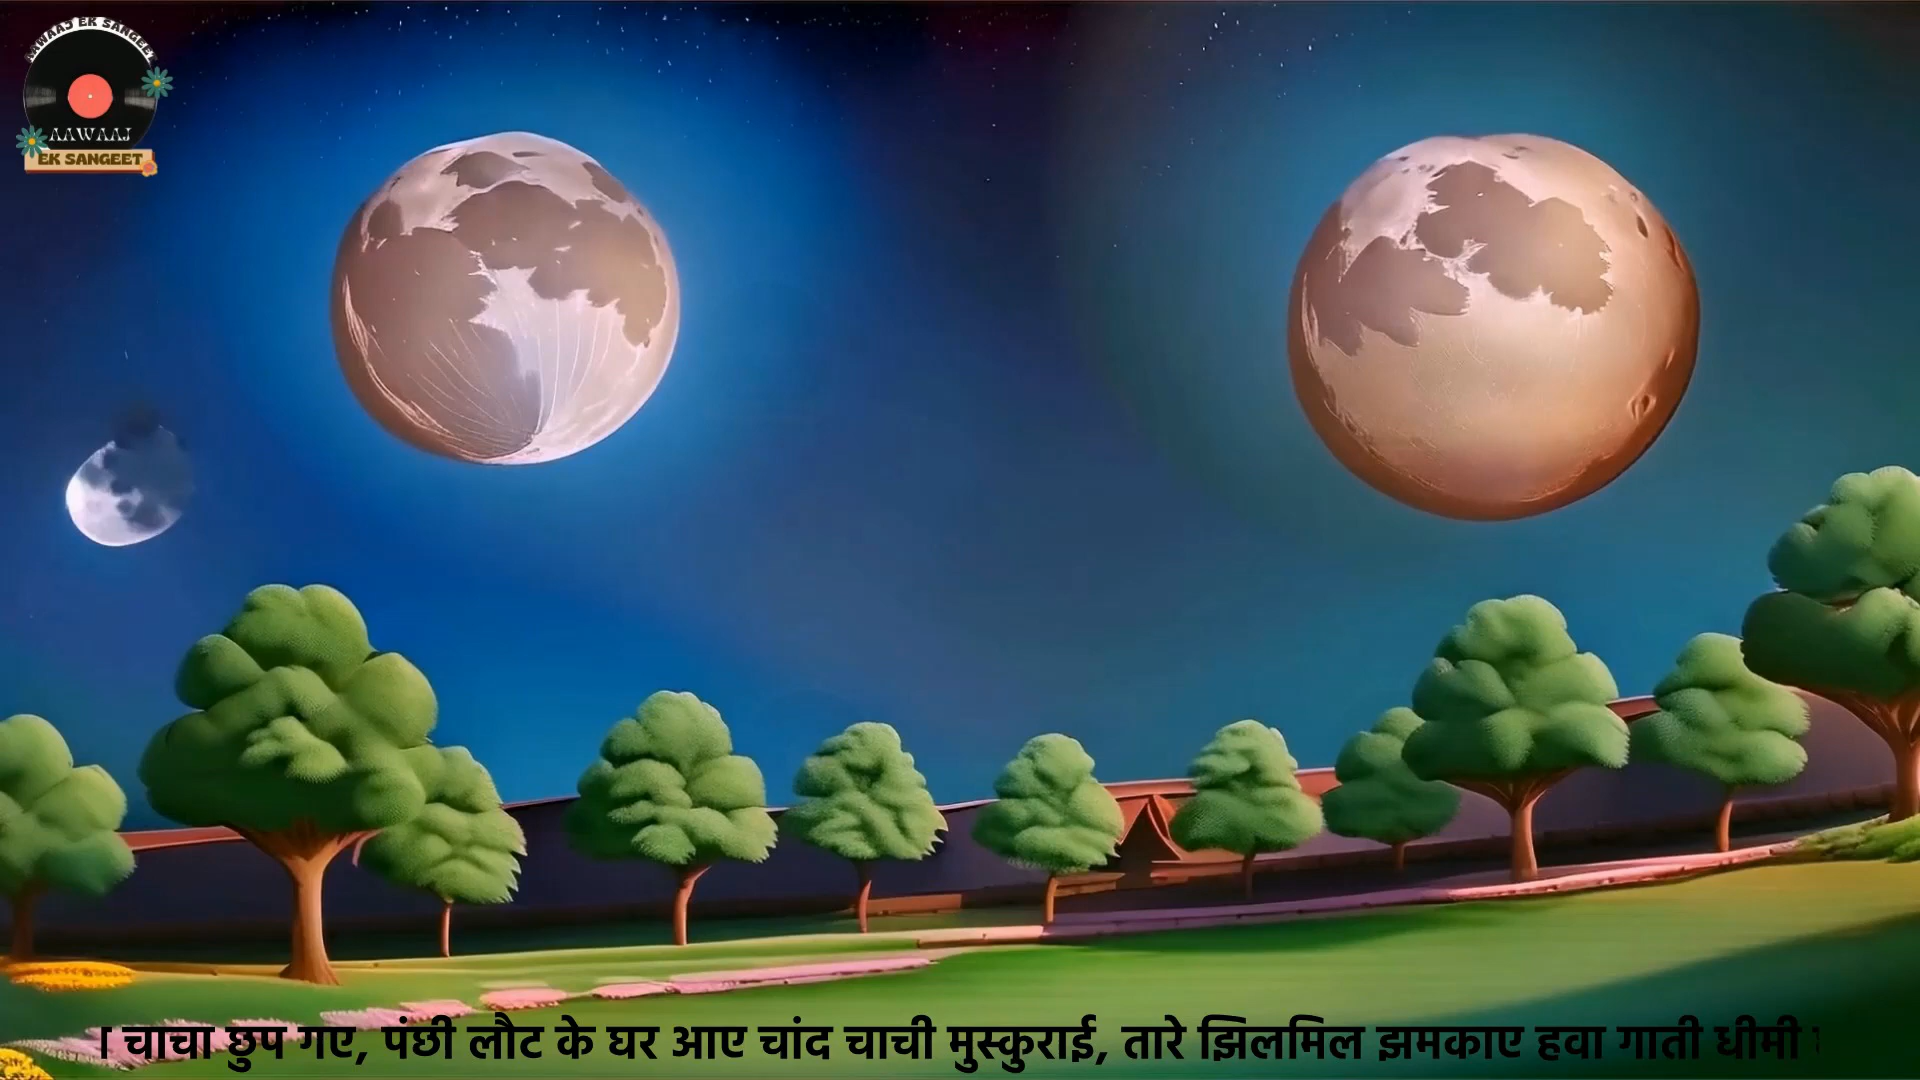 AAWAAJ EK SANGEET
AAWAAJ
EK SANGEET
चाचा छुप गए, पंछी लौट के घर आए चांद चाची मुस्कुराई, तारे झिलमिल झमकाए हवा गाती धीमी